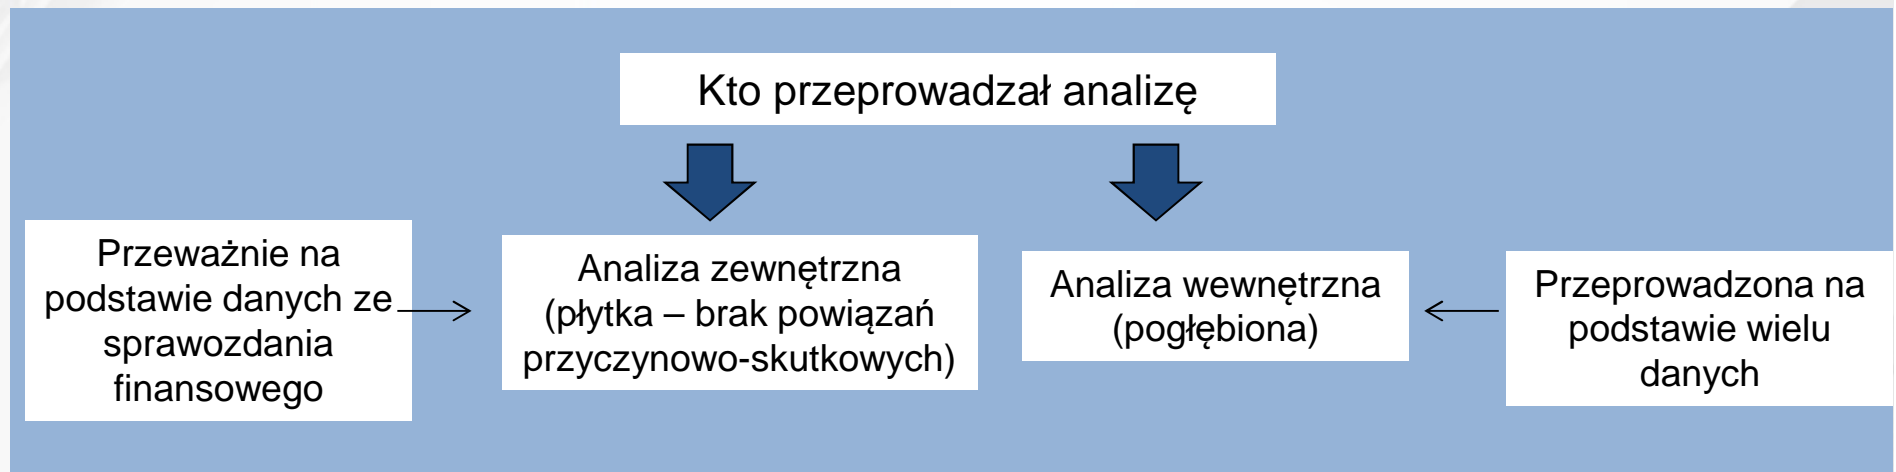 Kto przeprowadzał analizę
Przeważnie na
podstawie danych ze
sprawozdania
finansowego
Analiza zewnętrzna
(płytka – brak powiązań
przyczynowo-skutkowych)
Analiza wewnętrzna
(pogłębiona)
Przeprowadzona na
podstawie wielu
danych